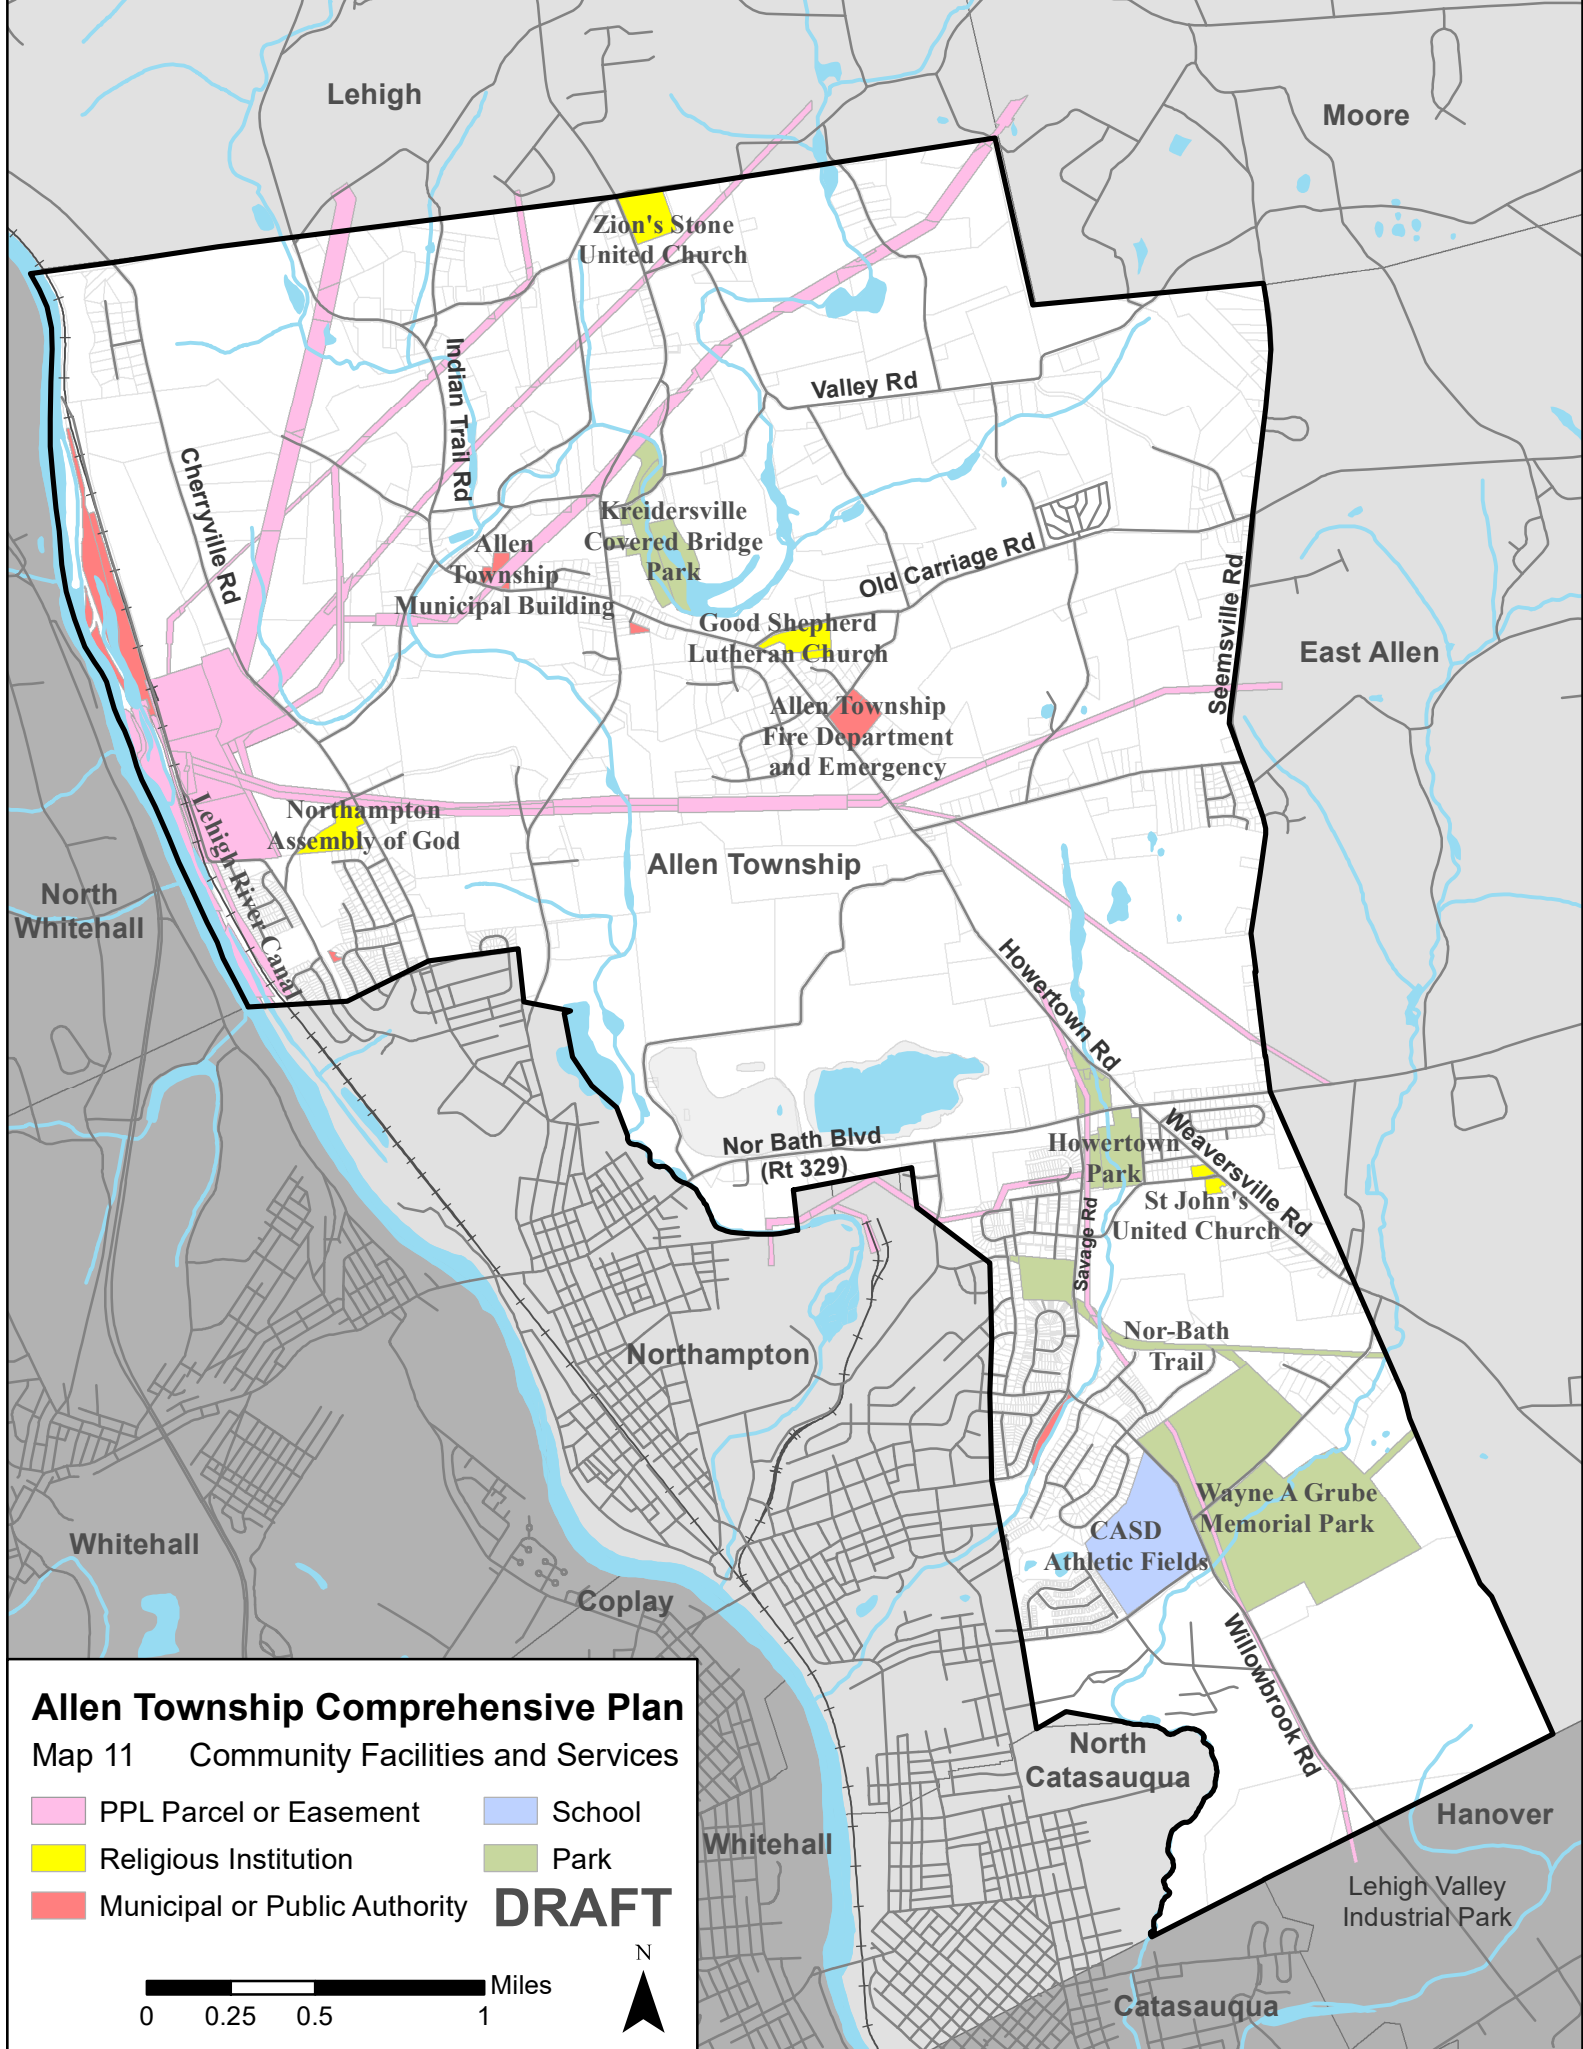 Lehigh
Moore
Zion's Stone
United Church
Indian Trail Rd
Valley Rd
Cherryville Rd
Kreidersville
Covered Bridge
Park
Allen
Township
Municipal Building
Old Carriage Rd
Seemsville Rd
East Allen
Good Shepherd
Lutheran Church
Allen Township
Fire Department
and Emergency
Northampton
Assembly of God
Lehigh River Canal
Allen Township
North
Whitehall
Howertown Rd
Nor Bath Blvd
(Rt 329)
Howertown
Park
Weaversville Rd
St John's
United Church
Savage Rd
Nor-Bath
Trail
Northampton
Wayne A Grube
Memorial Park
CASD
Athletic Fields
Whitehall
Coplay
Willowbrook Rd
North
Catasauqua
Hanover
Whitehall
Lehigh Valley
Industrial Park
Catasauqua
Allen Township Comprehensive Plan
Map 11 Community Facilities and Services
PPL Parcel or Easement
School
Religious Institution
Park
Municipal or Public Authority
DRAFT
N
Miles
0 0.25 0.5 1